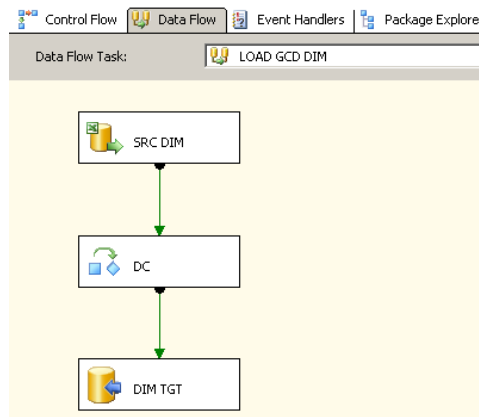 Control Flow Data Flow Event Handlers Package Explore
Data Flow Task: LOAD GCD DIM
SRC DIM
DC
DIM TGT